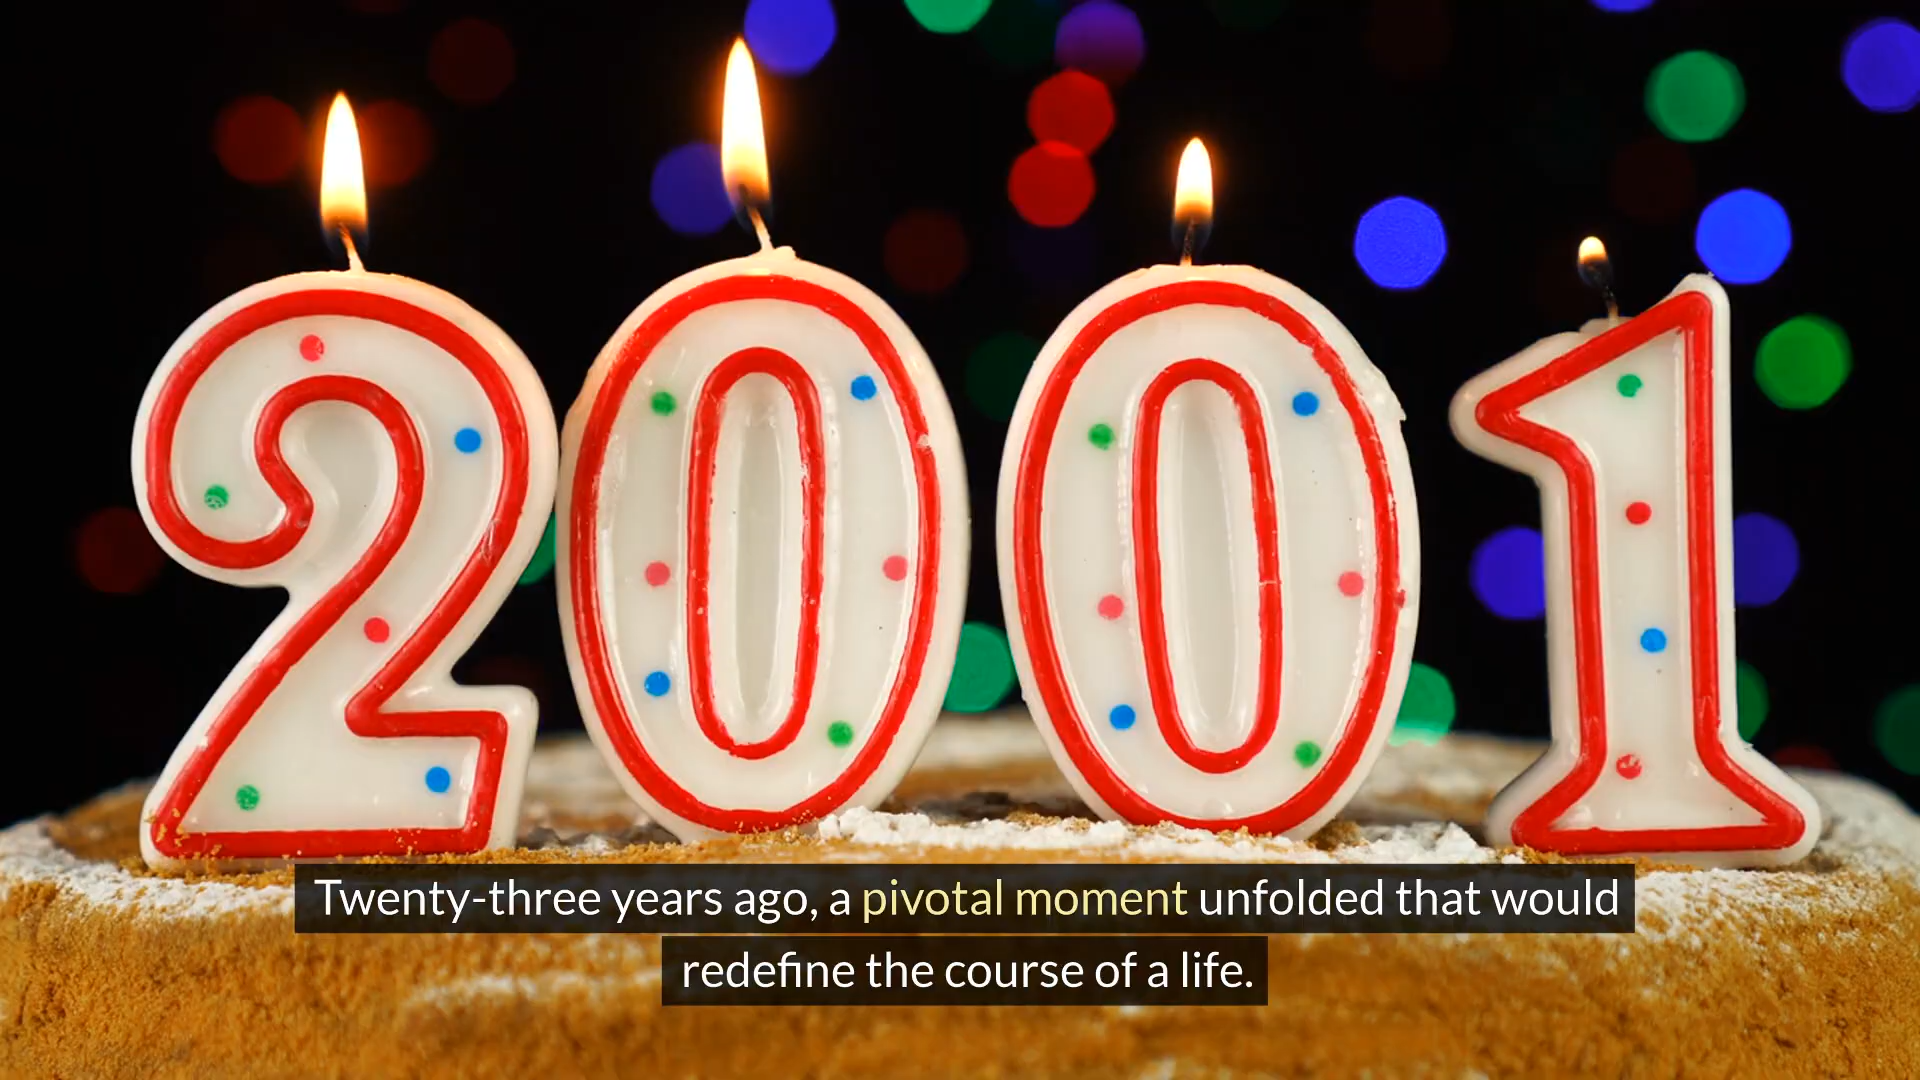 2001
Twenty-three years ago, a pivotal moment unfolded that would
redefine the course of a life.